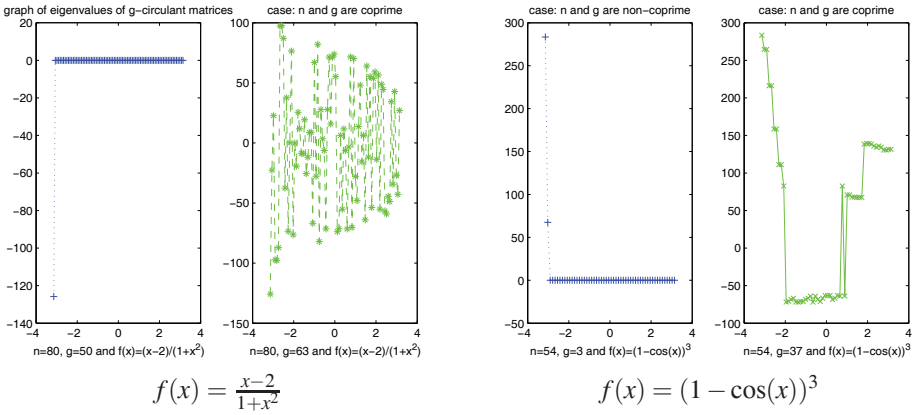 graph of eigenvalues of g-circulant matrices
case: n and g are coprime
case: n and g are non-coprime
case: n and g are coprime
20
0
-20
-40
-60
-80
-100
-120
-140
-4 -2 0 2 4
n=80, g=50 and f(x)=(x-2)/(1+x²)
100
50
0
-50
-100
-150
-4 -2 0 2 4
n=80, g=63 and f(x)=(x-2)/(1+x²)
300
250
200
150
100
50
0
-50
-4 -2 0 2 4
n=54, g=3 and f(x)=(1-cos(x))³
300
250
200
150
100
50
0
-50
-100
-4 -2 0 2 4
n=54, g=37 and f(x)=(1-cos(x))³
f(x) = \frac{x-2}{1+x^2}
f(x) = (1 − cos(x))³